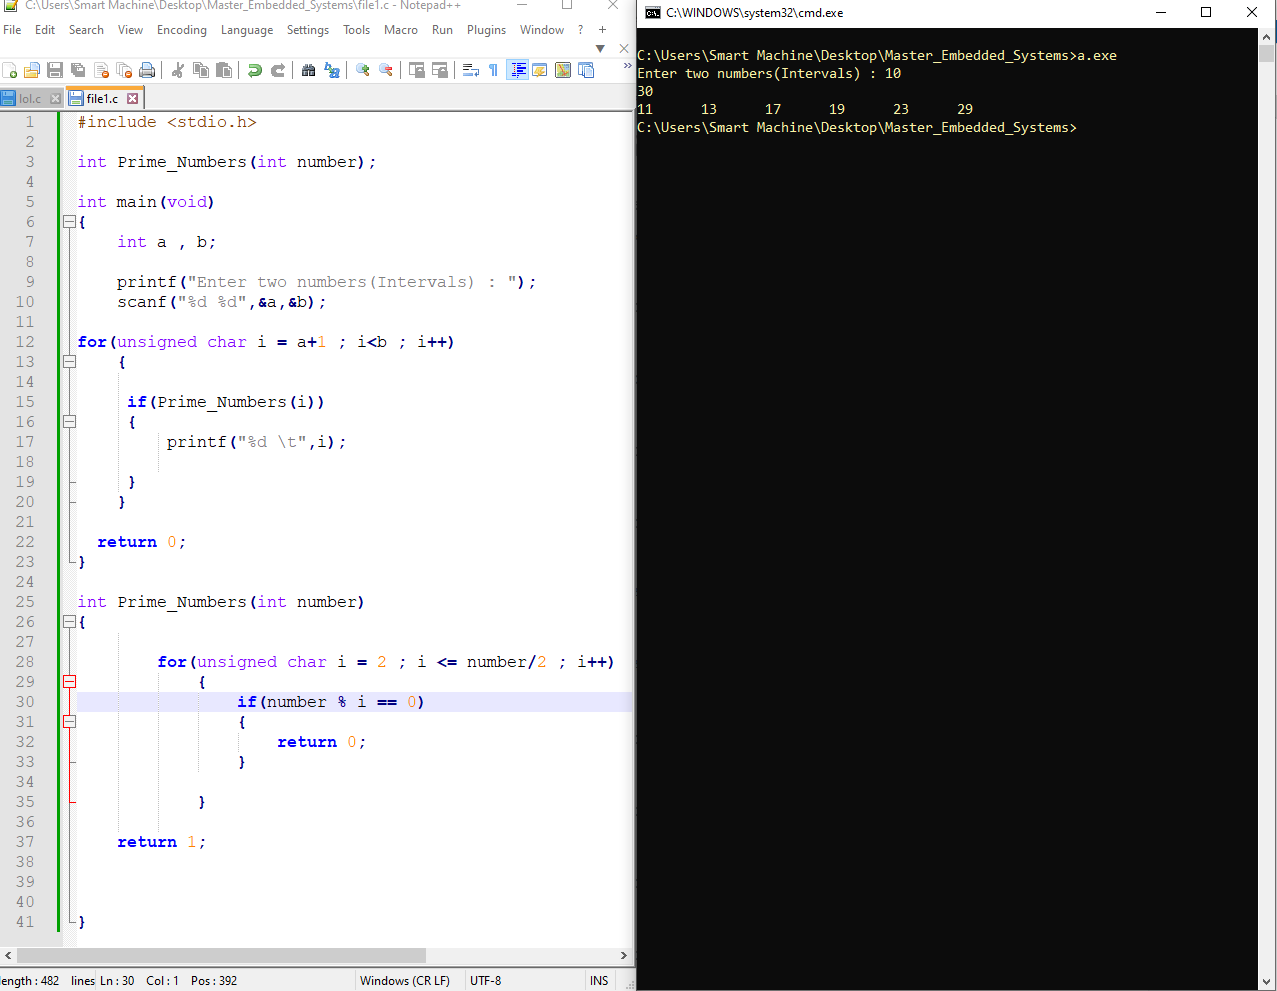 C:\Users\Smart Machine\Desktop\Master_Embedded_Systems\file1.c - Notepad++
File Edit Search View Encoding Language Settings Tools Macro Run Plugins Window ? +
lol.c file1.c
1 #include <stdio.h>
2
3 int Prime_Numbers(int number);
4
5 int main(void)
6 {
7 int a , b;
8
9 printf("Enter two numbers(Intervals) : ");
10 scanf("%d %d",&a,&b);
11
12 for(unsigned char i = a+1 ; i<b ; i++)
13 {
14
15 if(Prime_Numbers(i))
16 {
17 printf("%d \t",i);
18
19 }
20 }
21
22 return 0;
23 }
24
25 int Prime_Numbers(int number)
26 {
27
28 for(unsigned char i = 2 ; i <= number/2 ; i++)
29 {
30 if(number % i == 0)
31 {
32 return 0;
33 }
34
35 }
36
37 return 1;
38
39
40
41 }
length : 482 lines Ln : 30 Col : 1 Pos : 392 Windows (CR LF) UTF-8 INS
C:\WINDOWS\system32\cmd.exe
C:\Users\Smart Machine\Desktop\Master_Embedded_Systems>a.exe
Enter two numbers(Intervals) : 10
30
11 13 17 19 23 29
C:\Users\Smart Machine\Desktop\Master_Embedded_Systems>